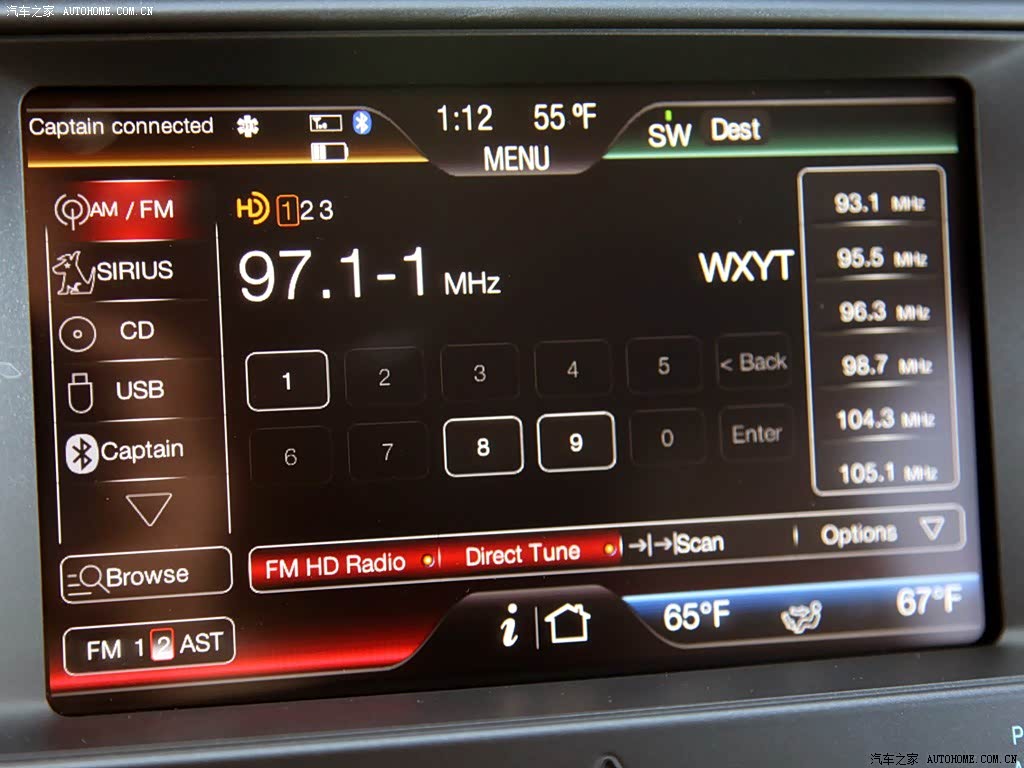 汽车之家 AUTOHOME.COM.CN
Captain connected
1:12 55 ºF
MENU
SW Dest
AM / FM
SIRIUS
CD
USB
Captain
Browse
FM 1 2 AST
HD 1 2 3
97.1-1 MHz WXYT
1 2 3 4 5 < Back
6 7 8 9 0 Enter
93.1 MHz
95.5 MHz
96.3 MHz
98.7 MHz
104.3 MHz
105.1 MHz
FM HD Radio Direct Tune Scan Options
i
65°F 67°F
P
汽车之家 AUTOHOME.COM.CN